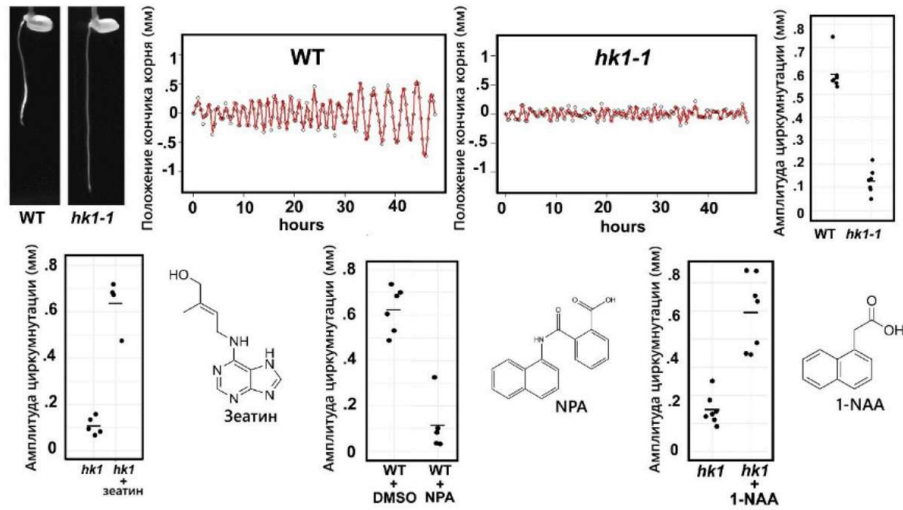 WT
hk1-1
Положение кончика корня (мм)
1
.5
0
-.5
-1
WT
0 10 20 30 40
hours
Положение кончика корня (мм)
1
.5
0
-.5
-1
hk1-1
0 10 20 30 40
hours
Амплитуда циркумнутации (мм)
.8
.7
.6
.5
.4
.3
.2
.1
0
WT hk1-1
Амплитуда циркумнутации (мм)
.8
.6
.4
.2
0
hk1
hk1
+
зеатин
HO
NH
N
N
N
H
N
Зеатин
Амплитуда циркумнутации (мм)
.8
.6
.4
.2
0
WT
+
DMSO
WT
+
NPA
O
OH
O
HN
NPA
Амплитуда циркумнутации (мм)
.8
.6
.4
.2
0
hk1
hk1
+
1-NAA
O
OH
1-NAA